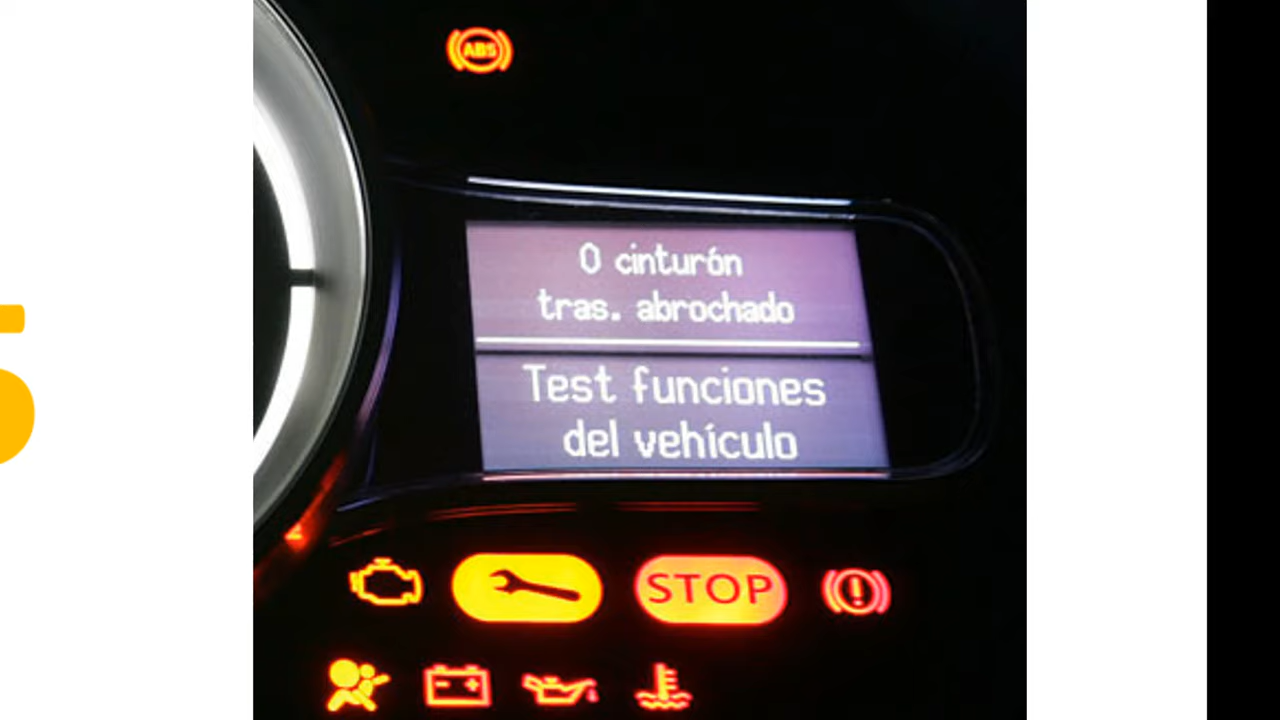 ABS
0 cinturón
tras. abrochado
Test funciones
del vehículo
STOP